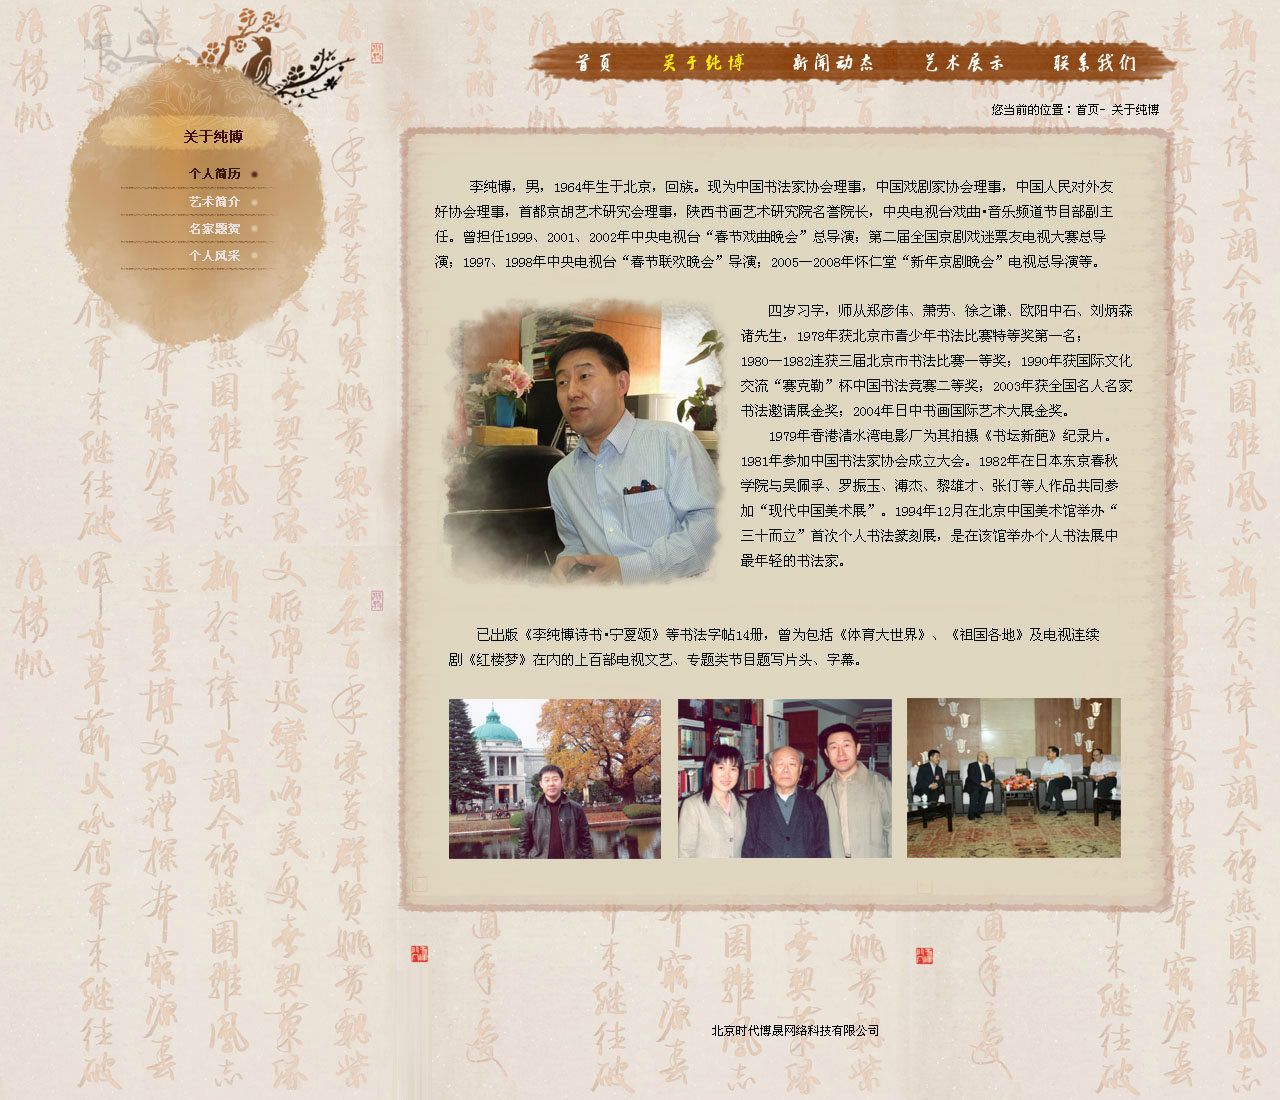 首页 关于纯博 新闻动态 艺术展示 联系我们
您当前的位置：首页- 关于纯博
关于纯博
个人简历
艺术简介
名家题贺
个人风采
李纯博，男，1964年生于北京，回族。现为中国书法家协会理事，中国戏剧家协会理事，中国人民对外友
好协会理事，首都京胡艺术研究会理事，陕西书画艺术研究院名誉院长，中央电视台戏曲•音乐频道节目部副主
任。曾担任1999、2001、2002年中央电视台“春节戏曲晚会”总导演；第二届全国京剧戏迷票友电视大赛总导
演；1997、1998年中央电视台“春节联欢晚会”导演；2005—2008年怀仁堂“新年京剧晚会”电视总导演等。
四岁习字，师从郑彦伟、萧劳、徐之谦、欧阳中石、刘炳森
诸先生，1978年获北京市青少年书法比赛特等奖第一名；
1980—1982连获三届北京市书法比赛一等奖；1990年获国际文化
交流“赛克勒”杯中国书法竞赛二等奖；2003年获全国名人名家
书法邀请展金奖；2004年日中书画国际艺术大展金奖。
1979年香港清水湾电影厂为其拍摄《书坛新葩》纪录片。
1981年参加中国书法家协会成立大会。1982年在日本东京春秋
学院与吴佩孚、罗振玉、溥杰、黎雄才、张仃等人作品共同参
加“现代中国美术展”。1994年12月在北京中国美术馆举办“
三十而立”首次个人书法篆刻展，是在该馆举办个人书法展中
最年轻的书法家。
已出版《李纯博诗书•宁夏颂》等书法字帖14册，曾为包括《体育大世界》、《祖国各地》及电视连续
剧《红楼梦》在内的上百部电视文艺、专题类节目题写片头、字幕。
北京时代博晟网络科技有限公司